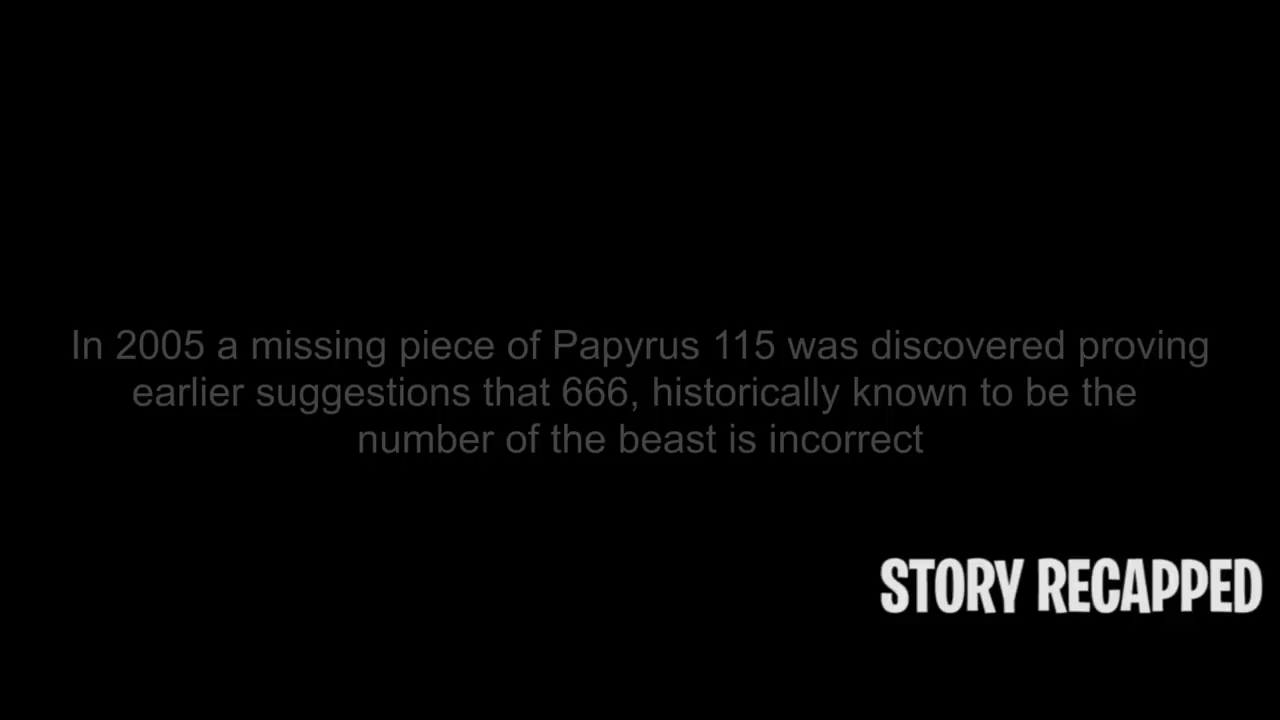 In 2005 a missing piece of Papyrus 115 was discovered proving
earlier suggestions that 666, historically known to be the
number of the beast is incorrect
STORY RECAPPED